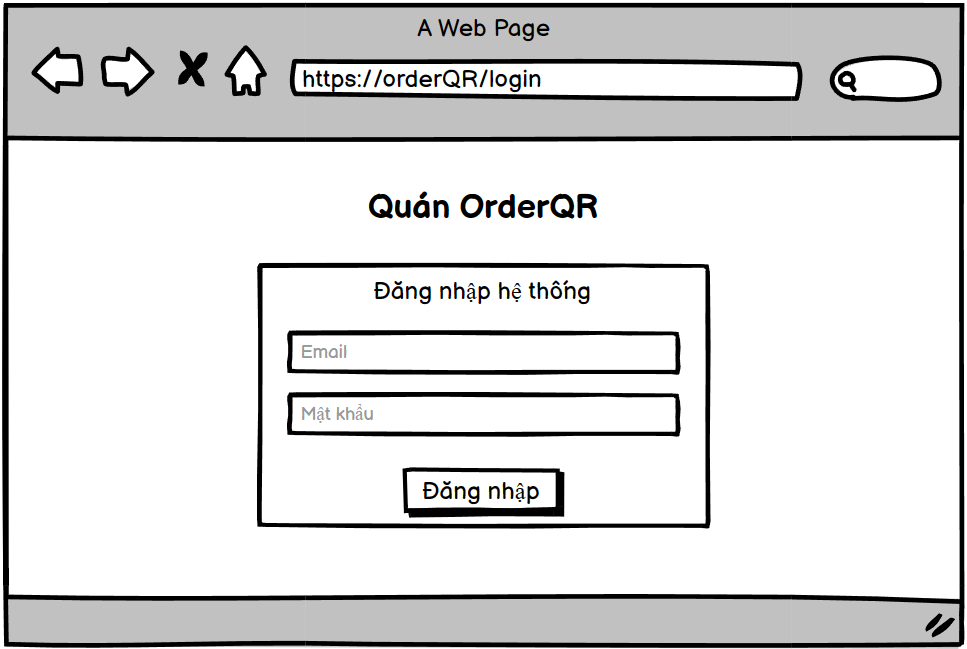 A Web Page
https://orderQR/login
Quán OrderQR
Đăng nhập hệ thống
Email
Mật khẩu
Đăng nhập